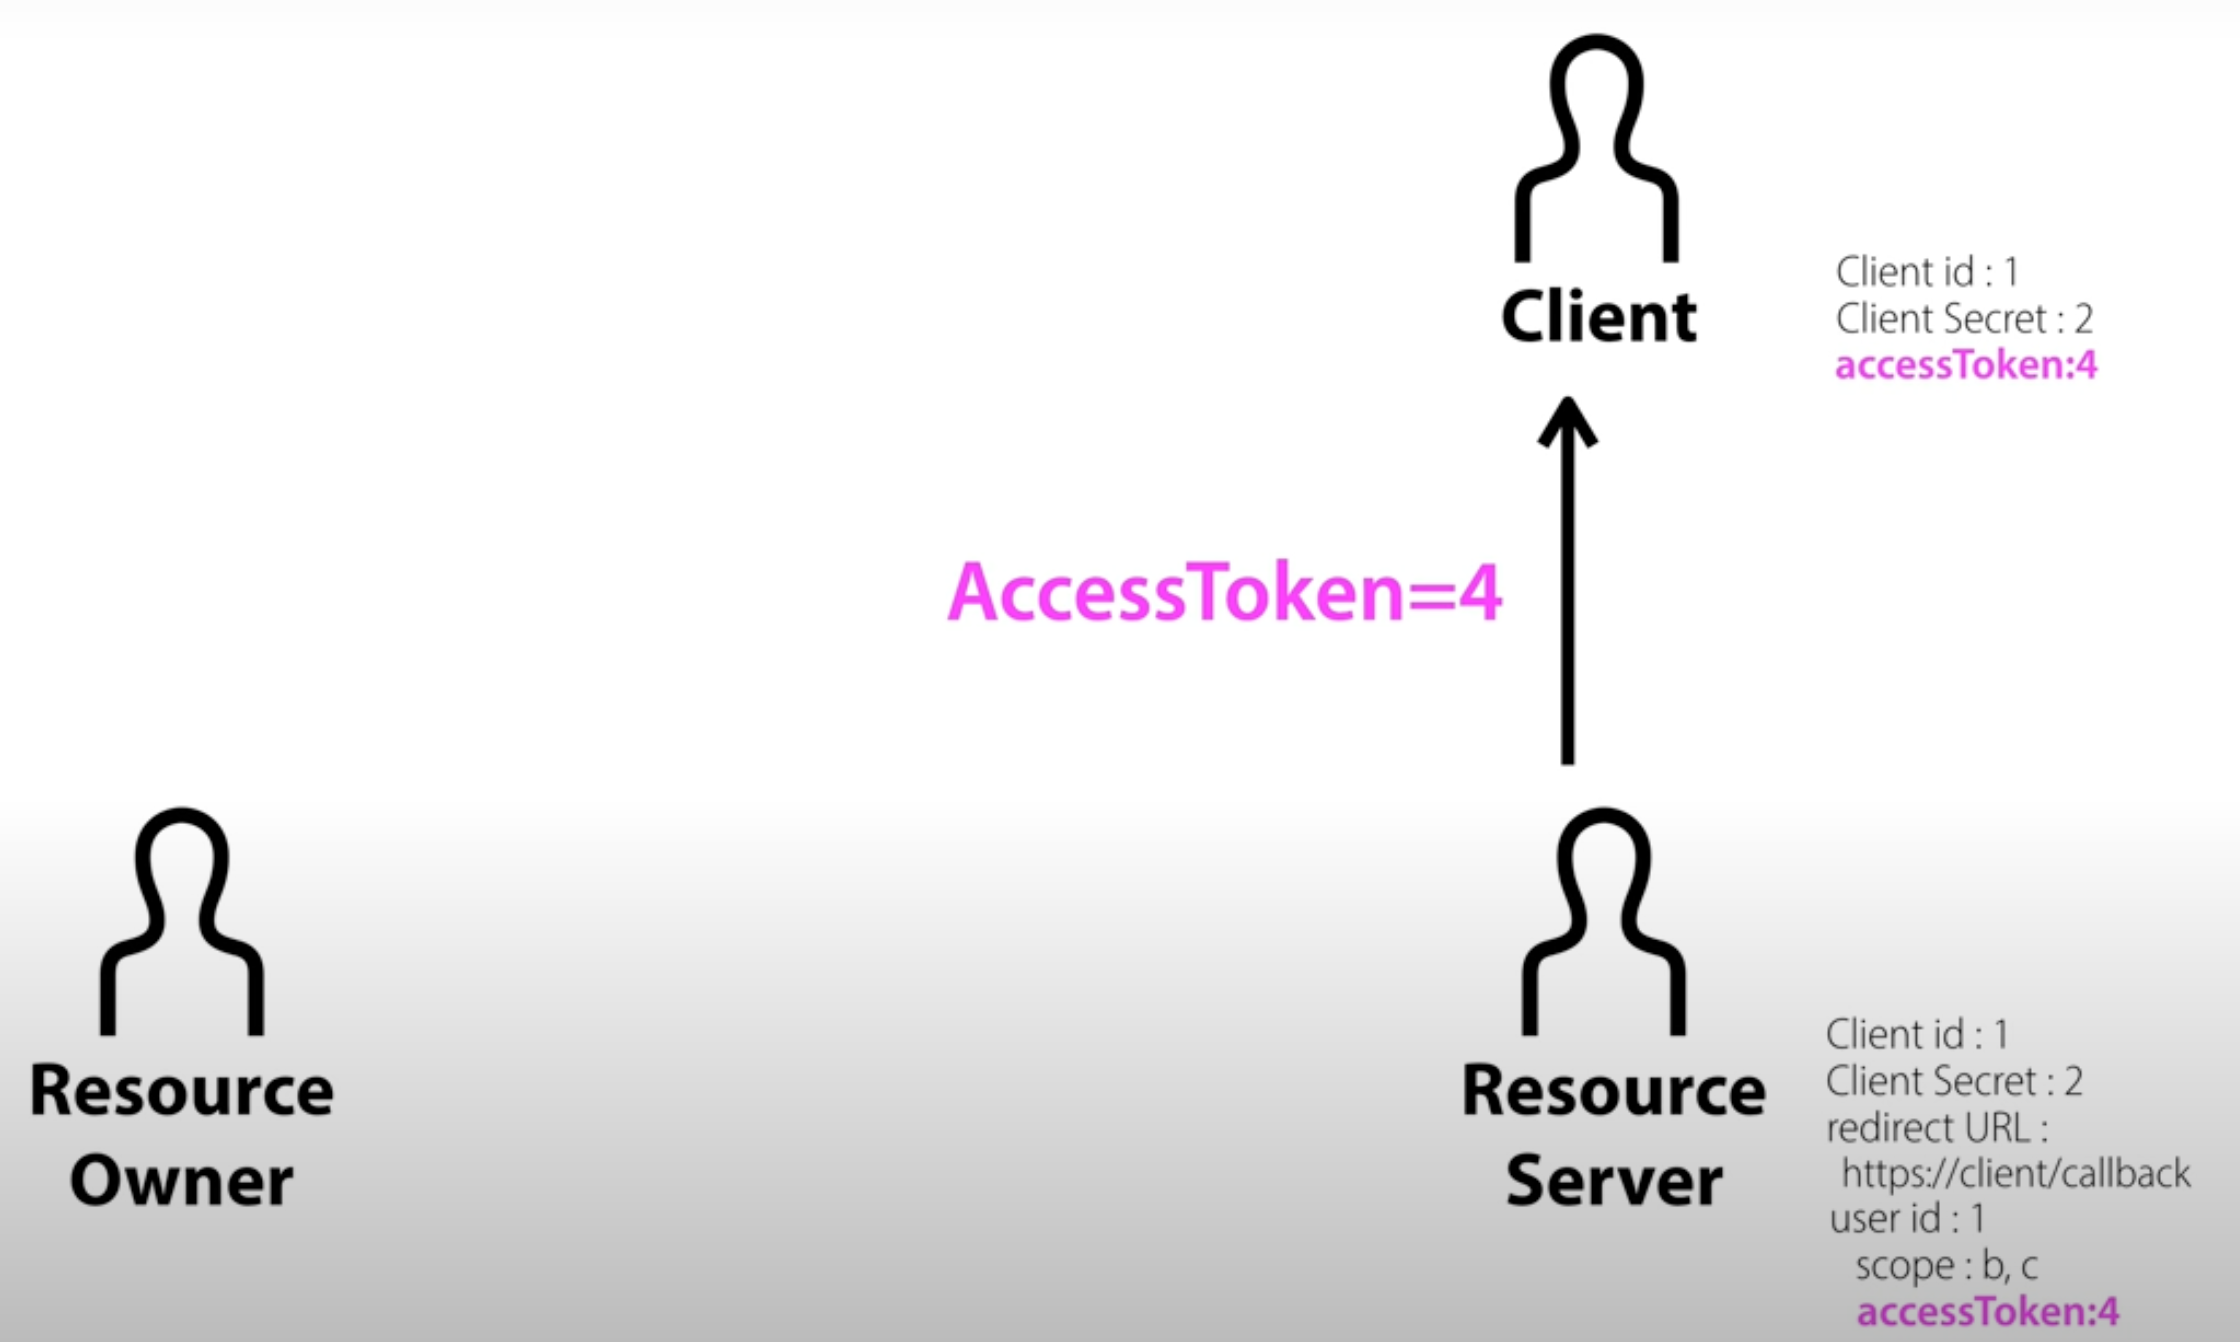 Client
Client id : 1
Client Secret : 2
accessToken:4
AccessToken=4
Resource
Owner
Resource
Server
Client id : 1
Client Secret : 2
redirect URL :
https://client/callback
user id : 1
scope : b, c
accessToken:4